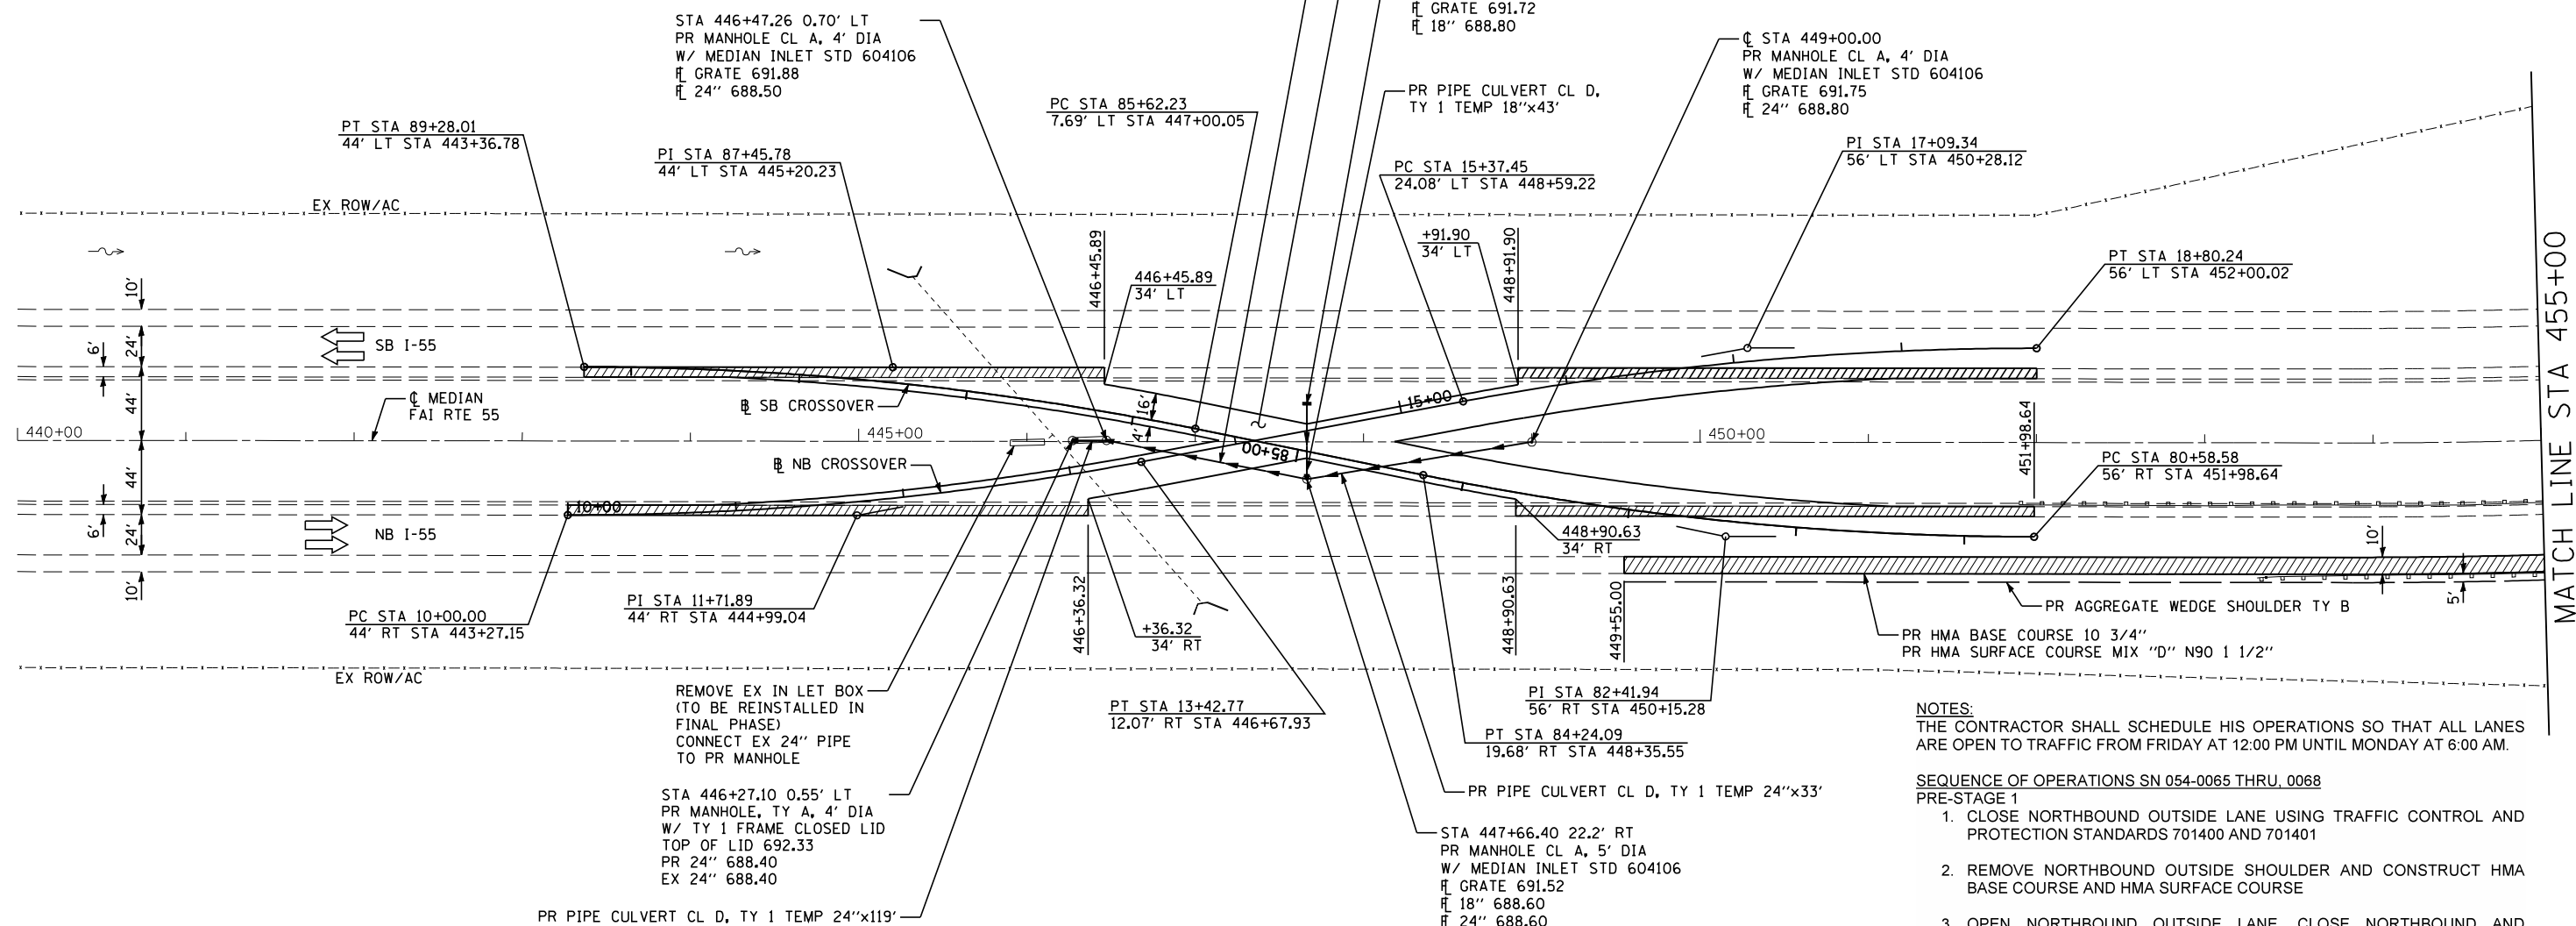 STA 446+47.26 0.70' LT
PR MANHOLE CL A, 4' DIA
W/ MEDIAN INLET STD 604106
FL GRATE 691.88
FL 24" 688.50
FL GRATE 691.72
FL 18" 688.80
CL STA 449+00.00
PR MANHOLE CL A, 4' DIA
W/ MEDIAN INLET STD 604106
FL GRATE 691.75
FL 24" 688.80
PR PIPE CULVERT CL D,
TY 1 TEMP 18"x43'
PC STA 85+62.23
7.69' LT STA 447+00.05
PT STA 89+28.01
44' LT STA 443+36.78
PI STA 87+45.78
44' LT STA 445+20.23
PC STA 15+37.45
24.08' LT STA 448+59.22
PI STA 17+09.34
56' LT STA 450+28.12
EX ROW/AC
446+45.89
446+45.89
34' LT
+91.90
34' LT
448+91.90
PT STA 18+80.24
56' LT STA 452+00.02
MATCH LINE STA 455+00
10'
24'
6'
44'
SB I-55
CL MEDIAN
FAI RTE 55
BL SB CROSSOVER
16'
4'
15+00
440+00
445+00
85+00
450+00
451+98.64
44'
6'
24'
10'
BL NB CROSSOVER
10+00
NB I-55
PC STA 80+58.58
56' RT STA 451+98.64
448+90.63
34' RT
10'
5'
PC STA 10+00.00
44' RT STA 443+27.15
PI STA 11+71.89
44' RT STA 444+99.04
446+36.32
+36.32
34' RT
448+90.63
449+55.00
PR AGGREGATE WEDGE SHOULDER TY B
PR HMA BASE COURSE 10 3/4"
PR HMA SURFACE COURSE MIX "D" N90 1 1/2"
EX ROW/AC
REMOVE EX IN LET BOX
(TO BE REINSTALLED IN
FINAL PHASE)
CONNECT EX 24" PIPE
TO PR MANHOLE
PT STA 13+42.77
12.07' RT STA 446+67.93
PI STA 82+41.94
56' RT STA 450+15.28
PT STA 84+24.09
19.68' RT STA 448+35.55
STA 446+27.10 0.55' LT
PR MANHOLE, TY A, 4' DIA
W/ TY 1 FRAME CLOSED LID
TOP OF LID 692.33
PR 24" 688.40
EX 24" 688.40
PR PIPE CULVERT CL D, TY 1 TEMP 24"x119'
PR PIPE CULVERT CL D, TY 1 TEMP 24"x33'
STA 447+66.40 22.2' RT
PR MANHOLE CL A, 5' DIA
W/ MEDIAN INLET STD 604106
FL GRATE 691.52
FL 18" 688.60
FL 24" 688.60
NOTES:
THE CONTRACTOR SHALL SCHEDULE HIS OPERATIONS SO THAT ALL LANES
ARE OPEN TO TRAFFIC FROM FRIDAY AT 12:00 PM UNTIL MONDAY AT 6:00 AM.
SEQUENCE OF OPERATIONS SN 054-0065 THRU, 0068
PRE-STAGE 1
1. CLOSE NORTHBOUND OUTSIDE LANE USING TRAFFIC CONTROL AND
PROTECTION STANDARDS 701400 AND 701401
2. REMOVE NORTHBOUND OUTSIDE SHOULDER AND CONSTRUCT HMA
BASE COURSE AND HMA SURFACE COURSE
3. OPEN NORTHBOUND OUTSIDE LANE, CLOSE NORTHBOUND AND